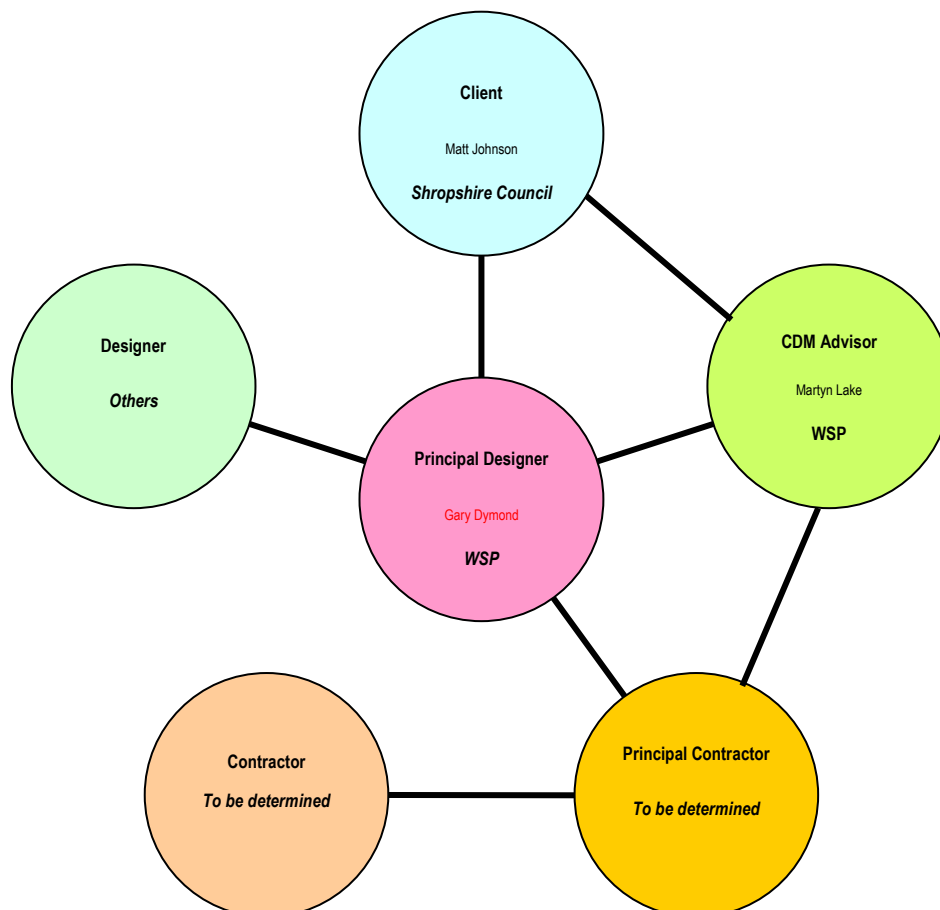 Client
Matt Johnson
Shropshire Council
Designer
Others
CDM Advisor
Martyn Lake
WSP
Principal Designer
Gary Dymond
WSP
Contractor
To be determined
Principal Contractor
To be determined